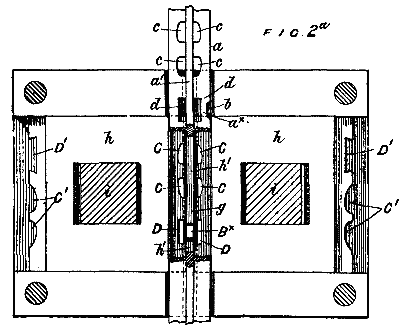 c c
FIG. 2ª
a
c c
a' d
d b
aˣ
h h
D' C C D'
h'
i C C i
C' g C'
D Bˣ
h' D